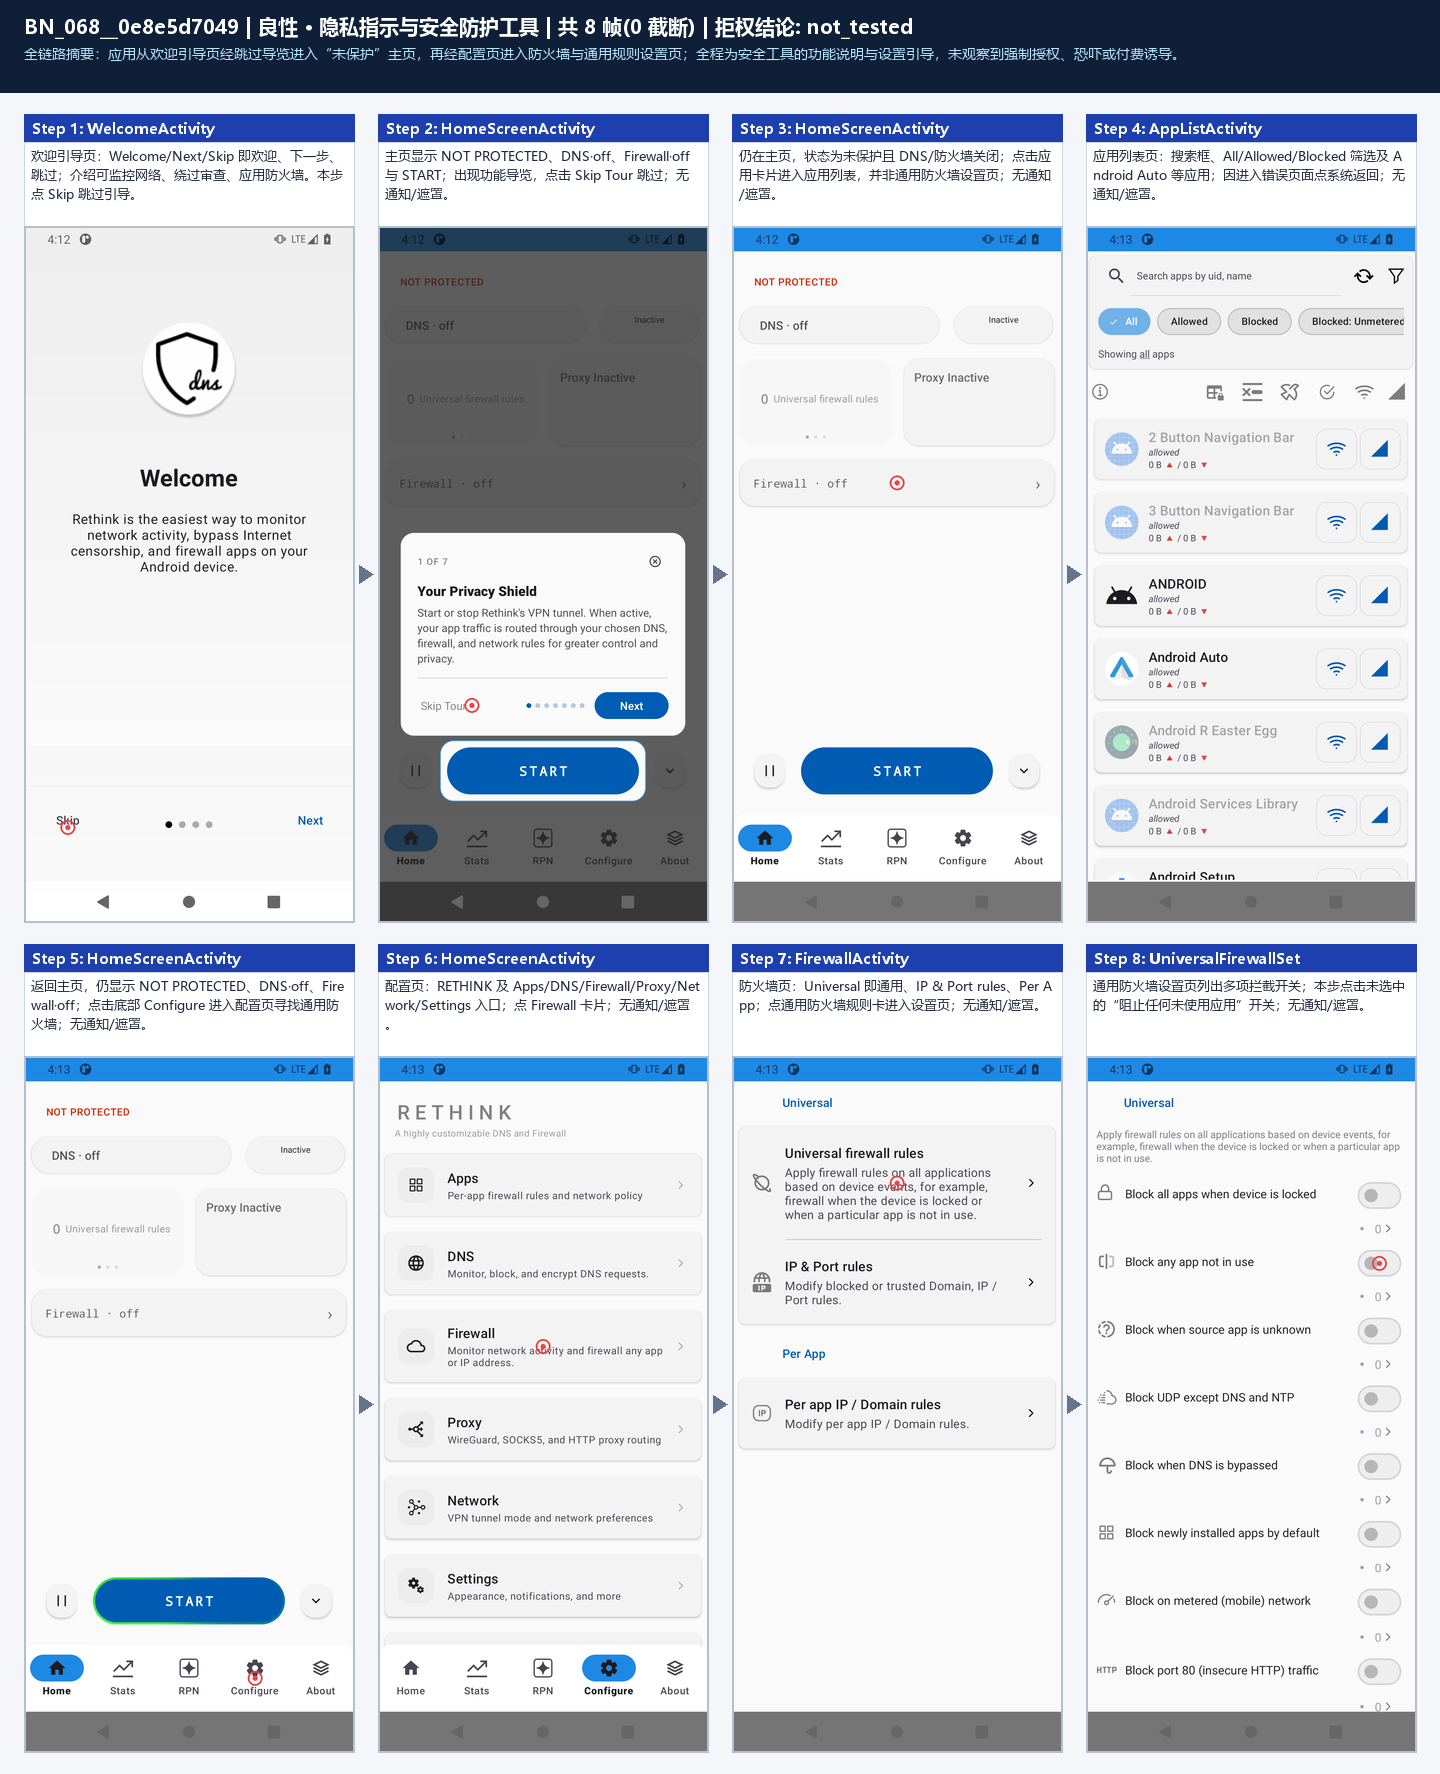 BN_068__0e8e5d7049 | 良性 • 隐私指示与安全防护工具 | 共 8 帧(0 截断) | 拒权结论: not_tested
全链路摘要：应用从欢迎引导页经跳过导览进入“未保护”主页，再经配置页进入防火墙与通用规则设置页；全程为安全工具的功能说明与设置引导，未观察到强制授权、恐吓或付费诱导。
Step 1: WelcomeActivity
欢迎引导页：Welcome/Next/Skip 即欢迎、下一步、
跳过；介绍可监控网络、绕过审查、应用防火墙。本步
点 Skip 跳过引导。
4:12
LTE
dns
Welcome
Rethink is the easiest way to monitor
network activity, bypass Internet
censorship, and firewall apps on your
Android device.
Skip
Next
Step 2: HomeScreenActivity
主页显示 NOT PROTECTED、DNS·off、Firewall·off
与 START；出现功能导览，点击 Skip Tour 跳过；无
通知/遮罩。
4:12
LTE
NOT PROTECTED
DNS · off
Inactive
0 Universal firewall rules
Proxy Inactive
Firewall · off
1 OF 7
Your Privacy Shield
Start or stop Rethink's VPN tunnel. When active,
your app traffic is routed through your chosen DNS,
firewall, and network rules for greater control and
privacy.
Skip Tour
Next
START
Home
Stats
RPN
Configure
About
Step 3: HomeScreenActivity
仍在主页，状态为未保护且 DNS/防火墙关闭；点击应
用卡片进入应用列表，并非通用防火墙设置页；无通知
/遮罩。
4:12
LTE
NOT PROTECTED
DNS · off
Inactive
0 Universal firewall rules
Proxy Inactive
Firewall · off
START
Home
Stats
RPN
Configure
About
Step 4: AppListActivity
应用列表页：搜索框、All/Allowed/Blocked 筛选及 A
ndroid Auto 等应用；因进入错误页面点系统返回；无
通知/遮罩。
4:13
LTE
Search apps by uid, name
All
Allowed
Blocked
Blocked: Unmetered
Showing all apps
2 Button Navigation Bar
allowed
0 B ▲ / 0 B ▼
3 Button Navigation Bar
allowed
0 B ▲ / 0 B ▼
ANDROID
allowed
0 B ▲ / 0 B ▼
Android Auto
allowed
0 B ▲ / 0 B ▼
Android R Easter Egg
allowed
0 B ▲ / 0 B ▼
Android Services Library
allowed
0 B ▲ / 0 B ▼
Android Setup
Step 5: HomeScreenActivity
返回主页，仍显示 NOT PROTECTED、DNS·off、Fire
wall·off；点击底部 Configure 进入配置页寻找通用防
火墙；无通知/遮罩。
4:13
LTE
NOT PROTECTED
DNS · off
Inactive
0 Universal firewall rules
Proxy Inactive
Firewall · off
START
Home
Stats
RPN
Configure
About
Step 6: HomeScreenActivity
配置页：RETHINK 及 Apps/DNS/Firewall/Proxy/Net
work/Settings 入口；点 Firewall 卡片；无通知/遮罩
。
4:13
LTE
RETHINK
A highly customizable DNS and Firewall
Apps
Per-app firewall rules and network policy
DNS
Monitor, block, and encrypt DNS requests.
Firewall
Monitor network activity and firewall any app
or IP address.
Proxy
WireGuard, SOCKS5, and HTTP proxy routing
Network
VPN tunnel mode and network preferences
Settings
Appearance, notifications, and more
Home
Stats
RPN
Configure
About
Step 7: FirewallActivity
防火墙页：Universal 即通用、IP & Port rules、Per A
pp；点通用防火墙规则卡进入设置页；无通知/遮罩。
4:13
LTE
Universal
Universal firewall rules
Apply firewall rules on all applications
based on device events, for example,
firewall when the device is locked or
when a particular app is not in use.
IP & Port rules
Modify blocked or trusted Domain, IP /
Port rules.
Per App
Per app IP / Domain rules
Modify per app IP / Domain rules.
Step 8: UniversalFirewallSet
通用防火墙设置页列出多项拦截开关；本步点击未选中
的“阻止任何未使用应用”开关；无通知/遮罩。
4:13
LTE
Universal
Apply firewall rules on all applications based on device events, for
example, firewall when the device is locked or when a particular app
is not in use.
Block all apps when device is locked
0
Block any app not in use
0
Block when source app is unknown
0
Block UDP except DNS and NTP
0
Block when DNS is bypassed
0
Block newly installed apps by default
0
Block on metered (mobile) network
0
HTTP Block port 80 (insecure HTTP) traffic
0